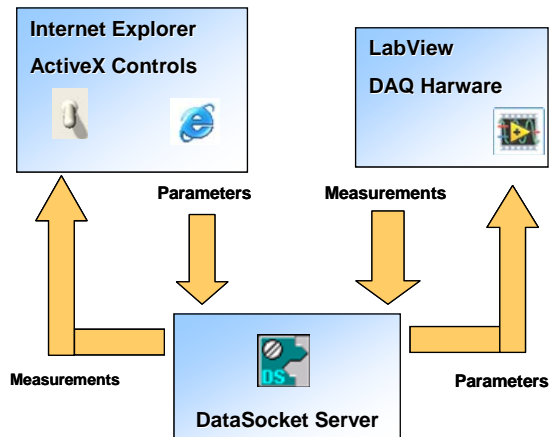 Internet Explorer
ActiveX Controls
LabView
DAQ Harware
Parameters
Measurements
Measurements
Parameters
DS
DataSocket Server